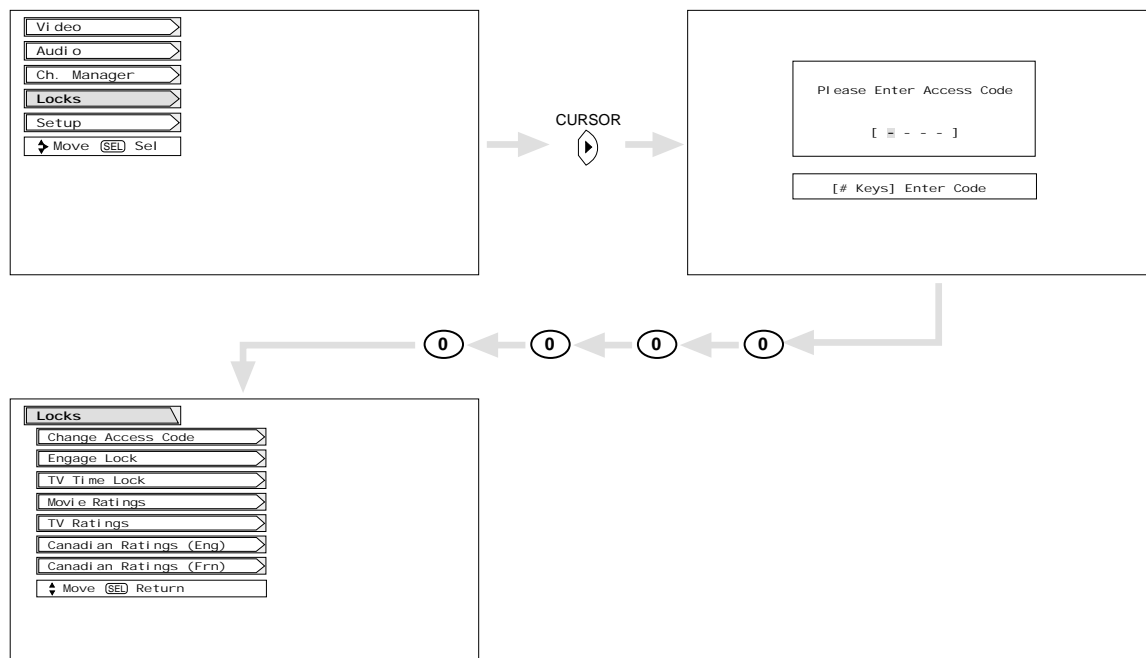 Video
Audio
Ch. Manager
Locks
Setup
Move SEL Sel
CURSOR
Please Enter Access Code
[ - - - - ]
[# Keys] Enter Code
0 0 0 0
Locks
Change Access Code
Engage Lock
TV Time Lock
Movie Ratings
TV Ratings
Canadian Ratings (Eng)
Canadian Ratings (Frn)
Move SEL Return